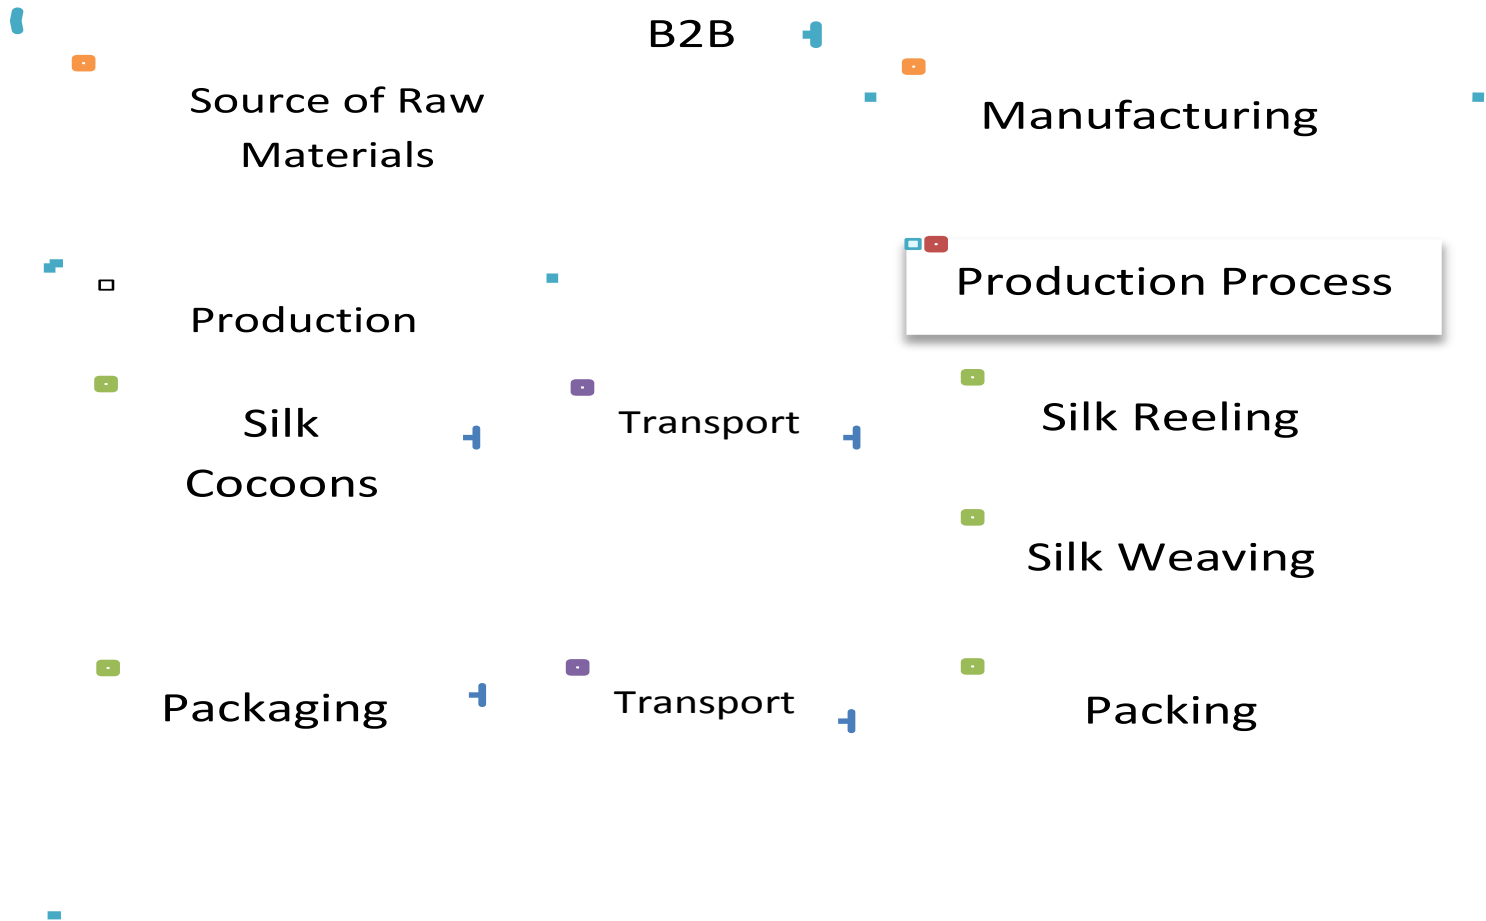 B2B
Source of Raw
Materials
Manufacturing
Production
Production Process
Silk
Cocoons
Transport
Silk Reeling
Silk Weaving
Packaging
Transport
Packing